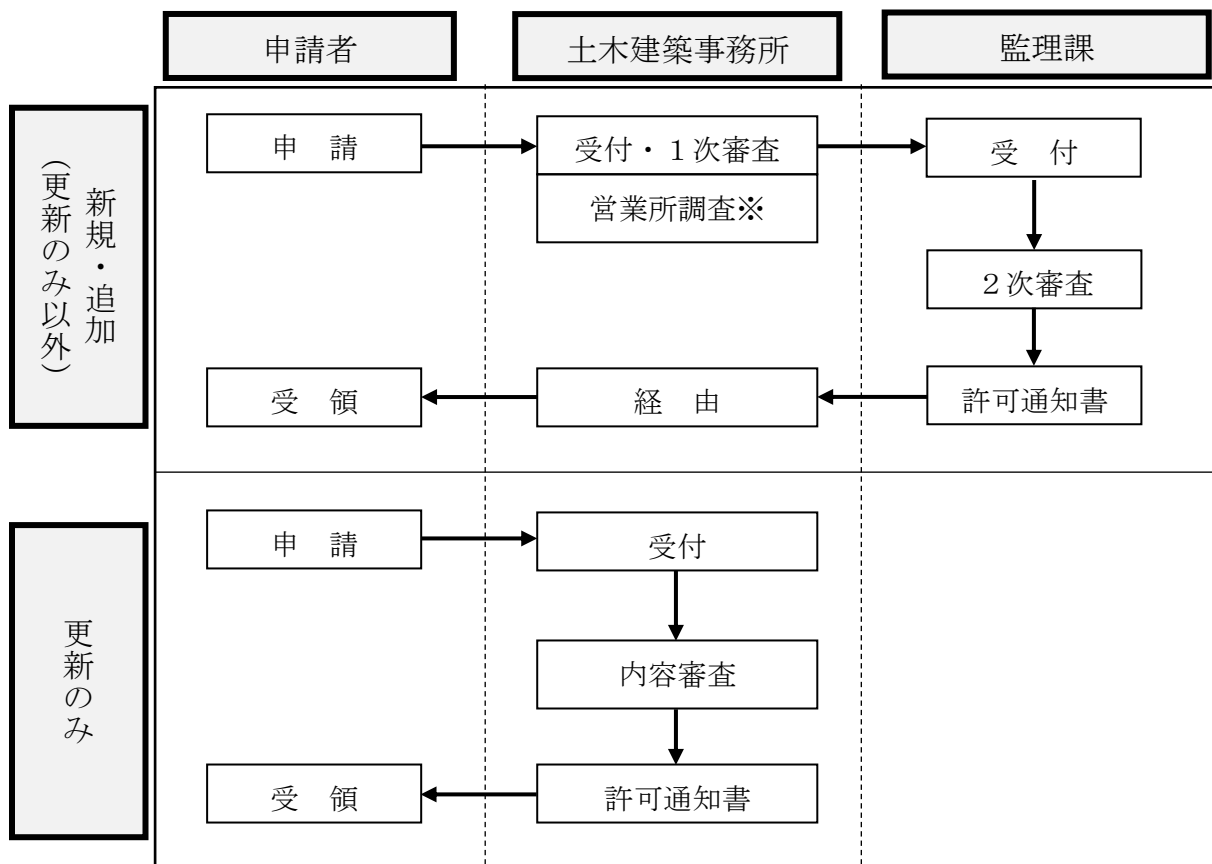 申請者
土木建築事務所
監理課
新規・追加
(更新のみ以外)
申　請
受付・１次審査
受　付
営業所調査※
２次審査
受　領
経　由
許可通知書
更新のみ
申　請
受付
内容審査
受　領
許可通知書